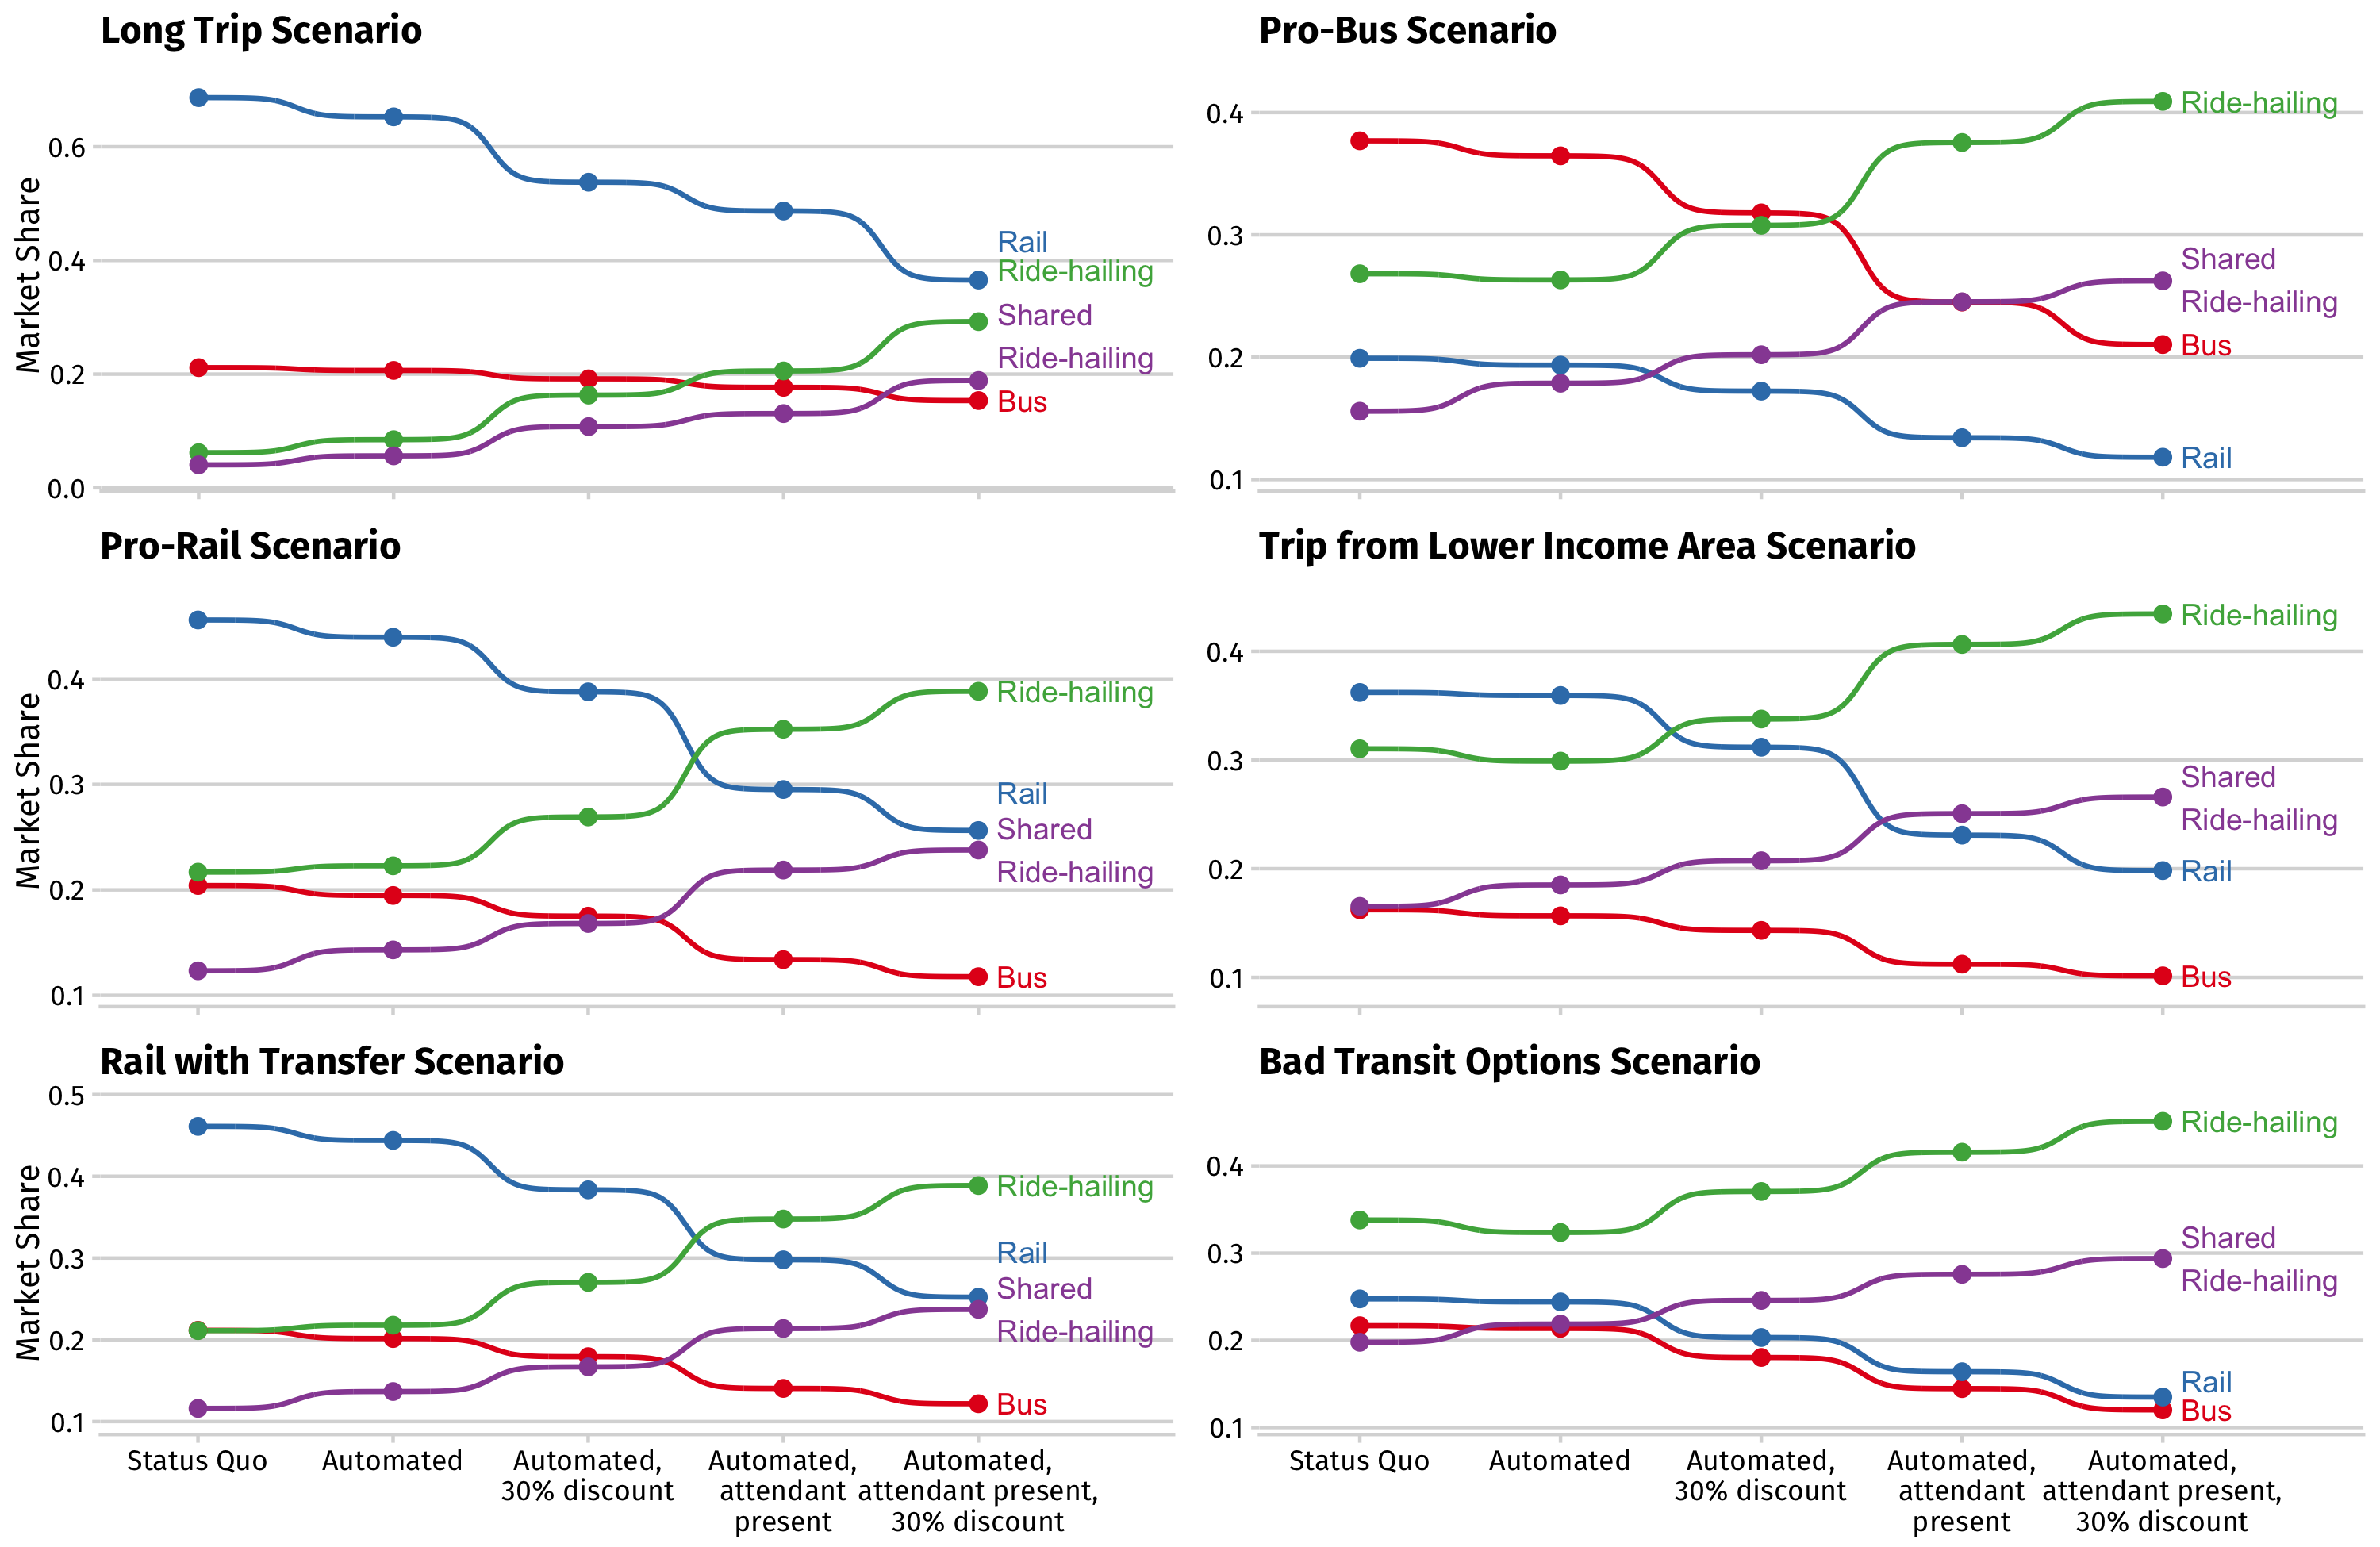 Long Trip Scenario
Market Share
0.6
0.4
0.2
0.0
Rail
Ride-hailing
Shared
Ride-hailing
Bus
Pro-Bus Scenario
0.4
0.3
0.2
0.1
Ride-hailing
Shared
Ride-hailing
Bus
Rail
Pro-Rail Scenario
Market Share
0.4
0.3
0.2
0.1
Ride-hailing
Rail
Shared
Ride-hailing
Bus
Trip from Lower Income Area Scenario
0.4
0.3
0.2
0.1
Ride-hailing
Shared
Ride-hailing
Rail
Bus
Rail with Transfer Scenario
Market Share
0.5
0.4
0.3
0.2
0.1
Ride-hailing
Rail
Shared
Ride-hailing
Bus
Status Quo
Automated
Automated,
30% discount
Automated,
attendant
present
Automated,
attendant present,
30% discount
Bad Transit Options Scenario
0.4
0.3
0.2
0.1
Ride-hailing
Shared
Ride-hailing
Rail
Bus
Status Quo
Automated
Automated,
30% discount
Automated,
attendant
present
Automated,
attendant present,
30% discount